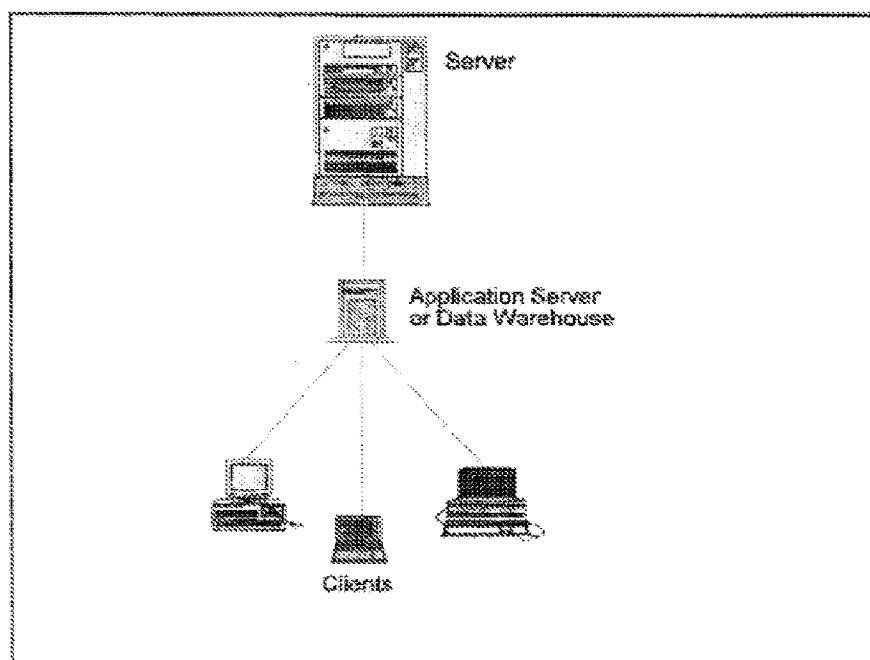 Server
Application Server
or Data Warehouse
Clients